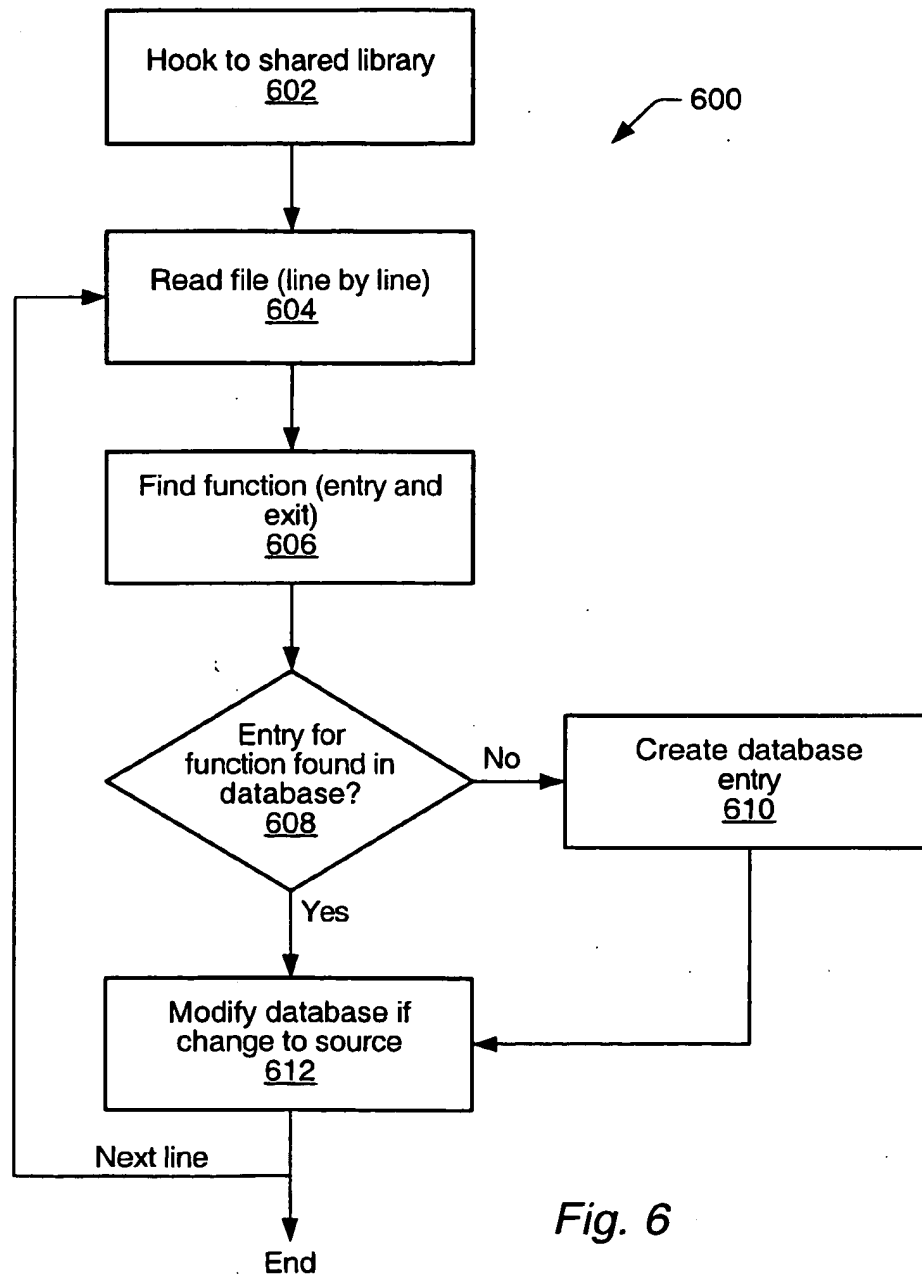 Hook to shared library
602
600
Read file (line by line)
604
Find function (entry and
exit)
606
Entry for
function found in
database?
608
No
Create database
entry
610
Yes
Modify database if
change to source
612
Next line
End
Fig. 6